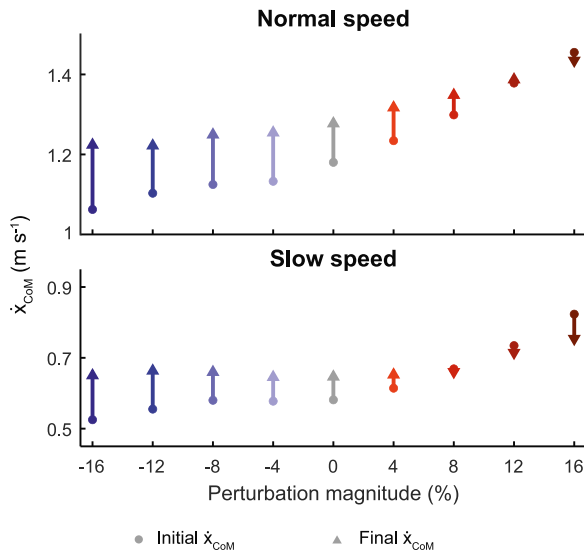 Normal speed
1.4
1.2
1
Slow speed
ẋCoM (m s-1)
0.9
0.7
0.5
-16 -12 -8 -4 0 4 8 12 16
Perturbation magnitude (%)
Initial ẋCoM Final ẋCoM